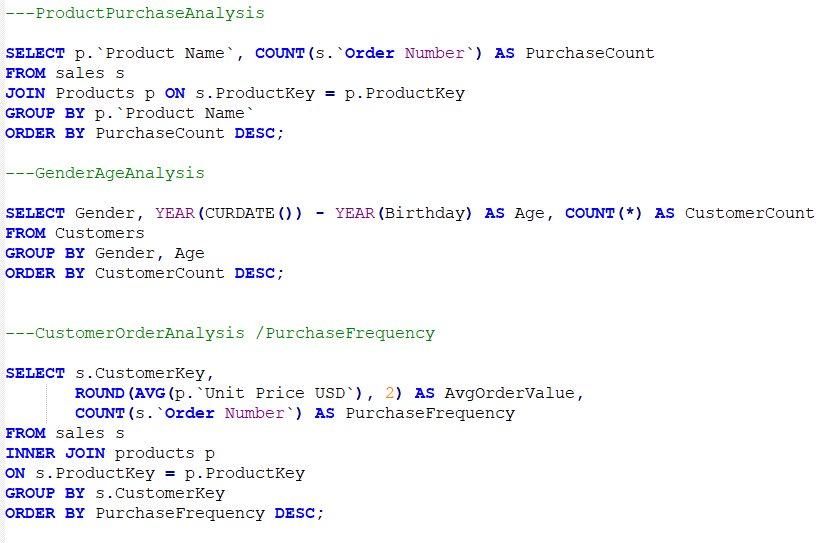 ---ProductPurchaseAnalysis
SELECT p.`Product Name`, COUNT(s.`Order Number`) AS PurchaseCount
FROM sales s
JOIN Products p ON s.ProductKey = p.ProductKey
GROUP BY p.`Product Name`
ORDER BY PurchaseCount DESC;
---GenderAgeAnalysis
SELECT Gender, YEAR(CURDATE()) - YEAR(Birthday) AS Age, COUNT(*) AS CustomerCount
FROM Customers
GROUP BY Gender, Age
ORDER BY CustomerCount DESC;
---CustomerOrderAnalysis /PurchaseFrequency
SELECT s.CustomerKey,
ROUND(AVG(p.`Unit Price USD`), 2) AS AvgOrderValue,
COUNT(s.`Order Number`) AS PurchaseFrequency
FROM sales s
INNER JOIN products p
ON s.ProductKey = p.ProductKey
GROUP BY s.CustomerKey
ORDER BY PurchaseFrequency DESC;